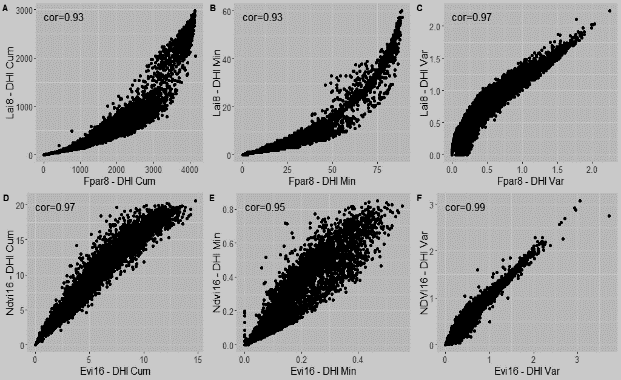 A
cor=0.93
3000
2000
1000
0
Lai8 - DHI Cum
0 1000 2000 3000 4000
Fpar8 - DHI Cum
B
cor=0.93
60
40
20
0
Lai8 - DHI Min
0 25 50 75
Fpar8 - DHI Min
C
cor=0.97
2.0
1.5
1.0
0.5
0.0
Lai8 - DHI Var
0.0 0.5 1.0 1.5 2.0
Fpar8 - DHI Var
D
cor=0.97
20
15
10
5
0
Ndvi16 - DHI Cum
0 5 10 15
Evi16 - DHI Cum
E
cor=0.95
0.8
0.6
0.4
0.2
0.0
Ndvi16 - DHI Min
0.0 0.2 0.4
Evi16 - DHI Min
F
cor=0.99
3
2
1
0
NDVI16 - DHI Var
0 1 2 3
Evi16 - DHI Var